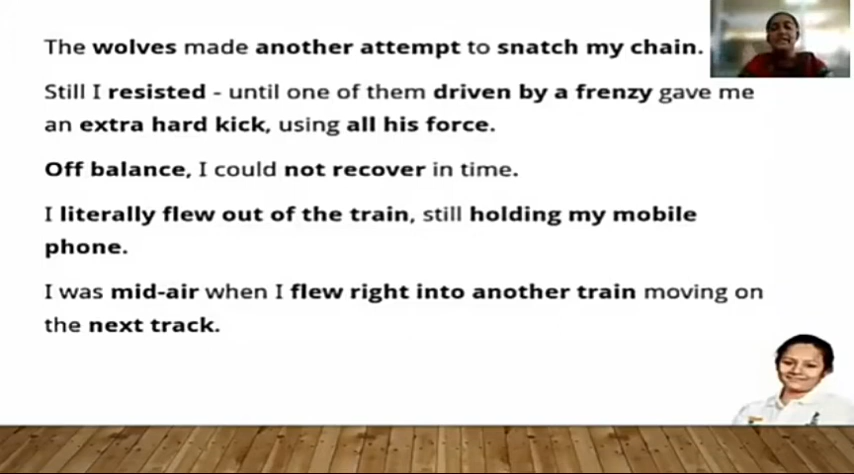 The wolves made another attempt to snatch my chain.
Still I resisted - until one of them driven by a frenzy gave me
an extra hard kick, using all his force.
Off balance, I could not recover in time.
I literally flew out of the train, still holding my mobile
phone.
I was mid-air when I flew right into another train moving on
the next track.